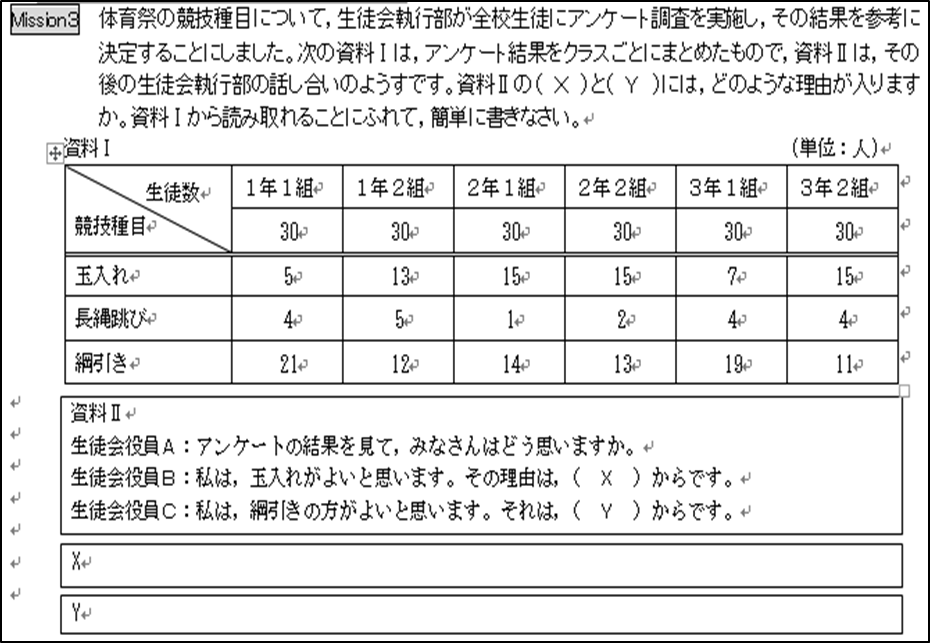 Mission3 体育祭の競技種目について，生徒会執行部が全校生徒にアンケート調査を実施し，その結果を参考に
決定することにしました。次の資料Ⅰは，アンケート結果をクラスごとにまとめたもので，資料Ⅱは，その
後の生徒会執行部の話し合いのようすです。資料Ⅱの( X )と( Y )には，どのような理由が入ります
か。資料Ⅰから読み取れることにふれて，簡単に書きなさい。
資料Ⅰ (単位：人)
生徒数 1年1組 1年2組 2年1組 2年2組 3年1組 3年2組
競技種目 30 30 30 30 30 30
玉入れ 5 13 15 15 7 15
長縄跳び 4 5 1 2 4 4
綱引き 21 12 14 13 19 11
資料Ⅱ
生徒会役員A：アンケートの結果を見て，みなさんはどう思いますか。
生徒会役員B：私は，玉入れがよいと思います。その理由は，( X )からです。
生徒会役員C：私は，綱引きの方がよいと思います。それは，( Y )からです。
X
Y